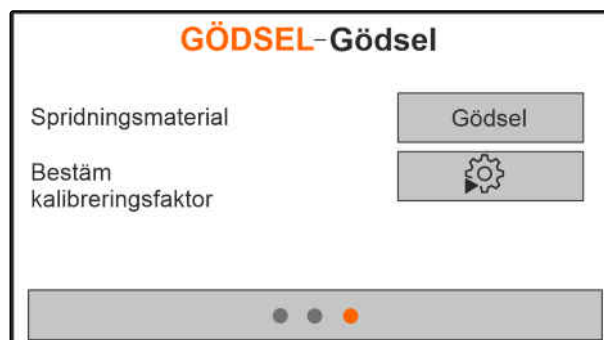 GÖDSEL-Gödsel
Spridningsmaterial
Gödsel
Bestäm
kalibreringsfaktor